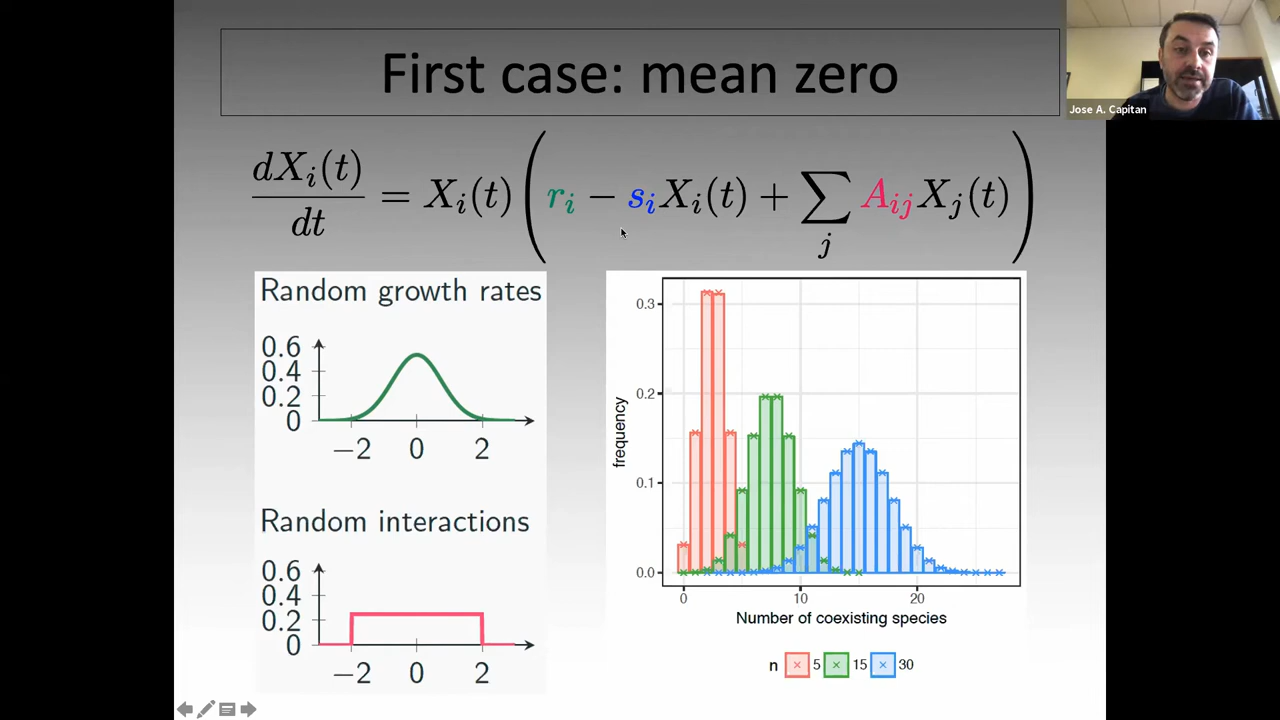 First case: mean zero
Jose A. Capitan
dX_i(t)/dt = X_i(t) ( r_i − s_i X_i(t) + ∑_j A_ij X_j(t) )
Random growth rates
0.6
0.4
0.2
0
−2 0 2
Random interactions
0.6
0.4
0.2
0
−2 0 2
frequency
0.3
0.2
0.1
0.0
0 10 20
Number of coexisting species
n 5 15 30